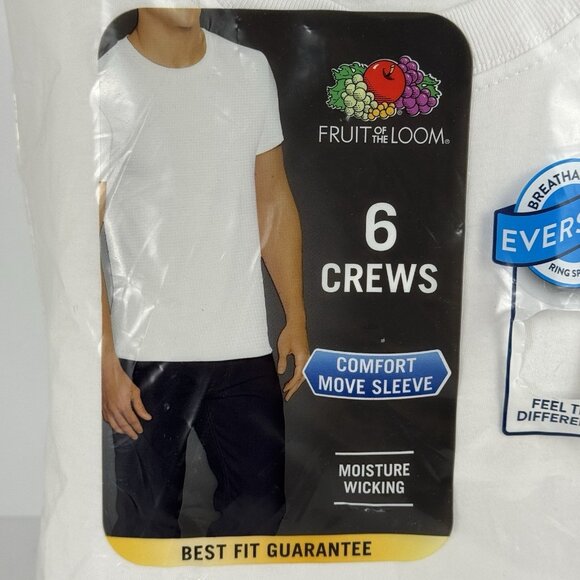 FRUIT OF THE LOOM®
6
CREWS
COMFORT
MOVE SLEEVE
MOISTURE
WICKING
BEST FIT GUARANTEE
BREATHA
EVERS
RING SP
FEEL T
DIFFEREN